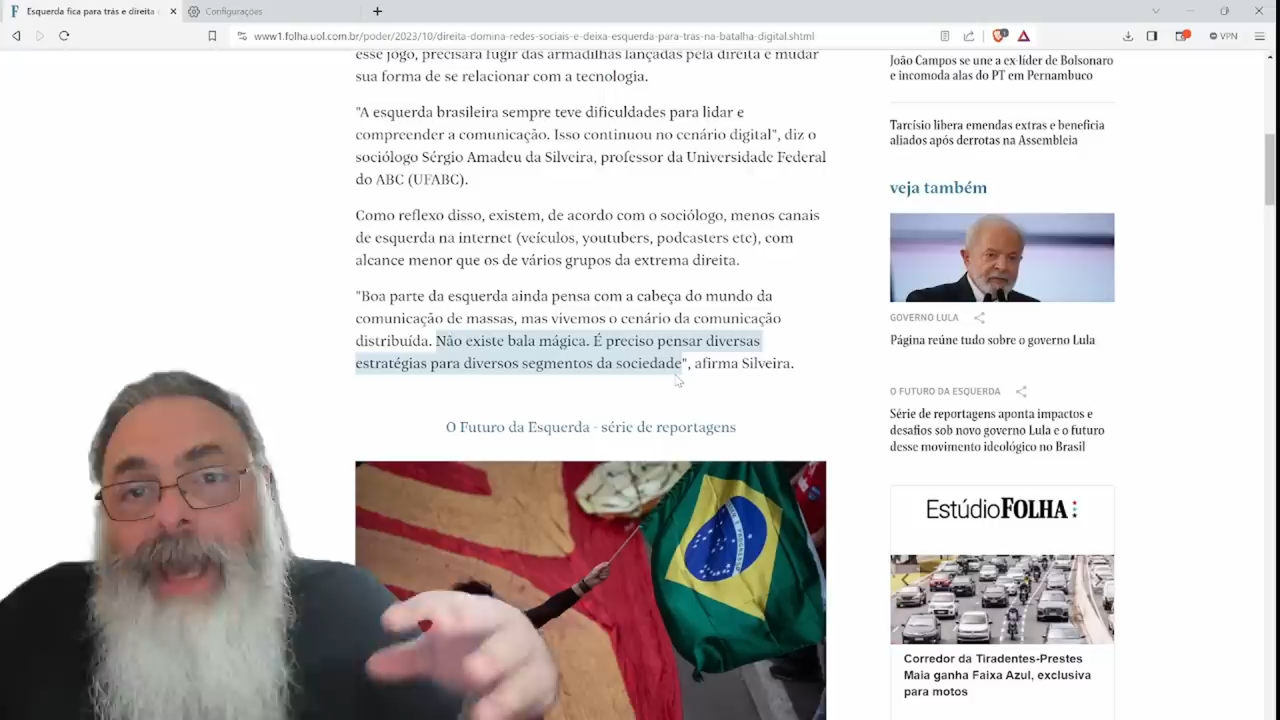 Esquerda fica para trás e direita
Configurações
www1.folha.uol.com.br/poder/2023/10/direita-domina-redes-sociais-e-deixa-esquerda-para-tras-na-batalha-digital.shtml
VPN
esse jogo, precisará fugir das armadilhas lançadas pela direita e mudar
sua forma de se relacionar com a tecnologia.
"A esquerda brasileira sempre teve dificuldades para lidar e
compreender a comunicação. Isso continuou no cenário digital", diz o
sociólogo Sérgio Amadeu da Silveira, professor da Universidade Federal
do ABC (UFABC).
Como reflexo disso, existem, de acordo com o sociólogo, menos canais
de esquerda na internet (veículos, youtubers, podcasters etc), com
alcance menor que os de vários grupos da extrema direita.
"Boa parte da esquerda ainda pensa com a cabeça do mundo da
comunicação de massas, mas vivemos o cenário da comunicação
distribuída. Não existe bala mágica. É preciso pensar diversas
estratégias para diversos segmentos da sociedade", afirma Silveira.
O Futuro da Esquerda - série de reportagens
João Campos se une a ex-líder de Bolsonaro
e incomoda alas do PT em Pernambuco
Tarcísio libera emendas extras e beneficia
aliados após derrotas na Assembleia
veja também
GOVERNO LULA
Página reúne tudo sobre o governo Lula
O FUTURO DA ESQUERDA
Série de reportagens aponta impactos e
desafios sob novo governo Lula e o futuro
desse movimento ideológico no Brasil
EstúdioFOLHA
Corredor da Tiradentes-Prestes
Maia ganha Faixa Azul, exclusiva
para motos